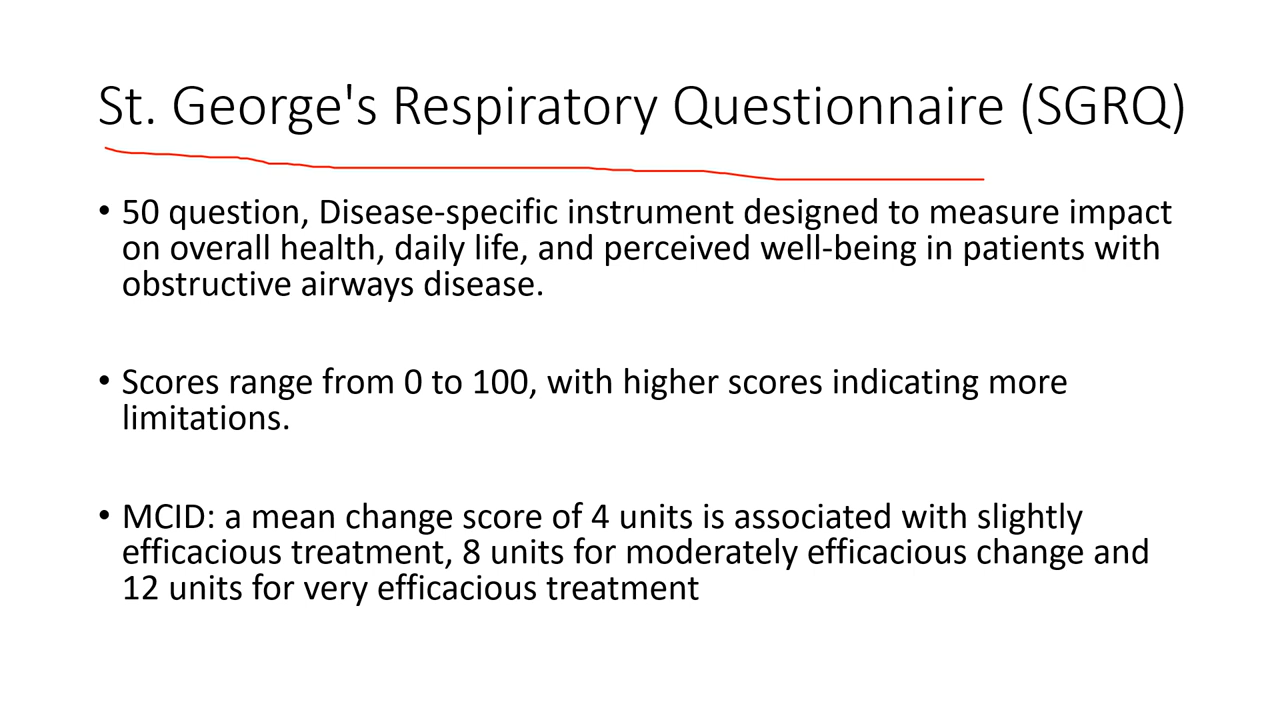 St. George's Respiratory Questionnaire (SGRQ)
• 50 question, Disease-specific instrument designed to measure impact
on overall health, daily life, and perceived well-being in patients with
obstructive airways disease.
• Scores range from 0 to 100, with higher scores indicating more
limitations.
• MCID: a mean change score of 4 units is associated with slightly
efficacious treatment, 8 units for moderately efficacious change and
12 units for very efficacious treatment